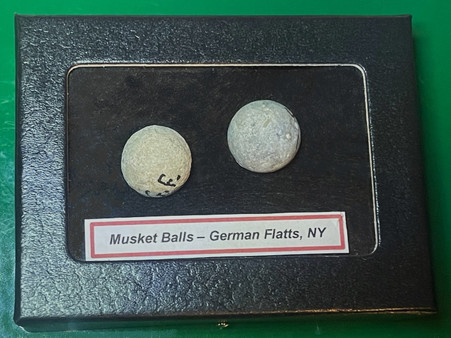 Musket Balls – German Flatts, NY